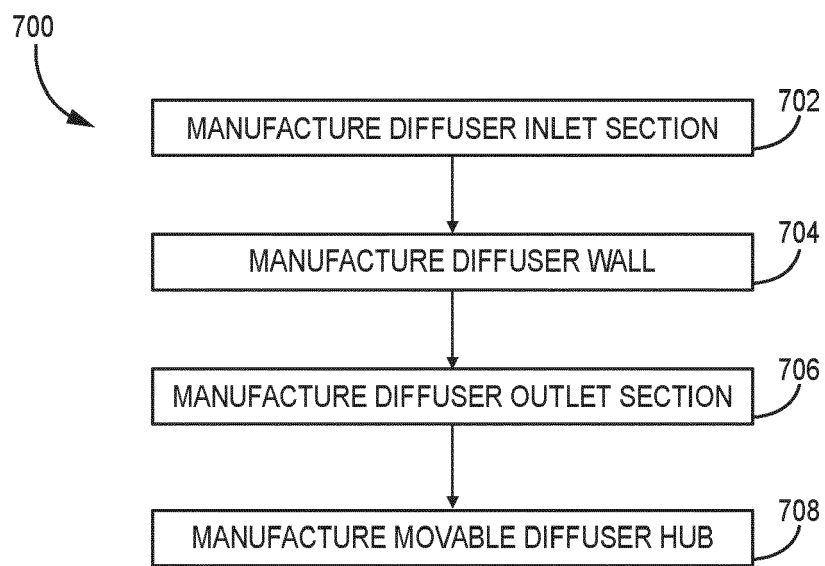 700
MANUFACTURE DIFFUSER INLET SECTION
702
MANUFACTURE DIFFUSER WALL
704
MANUFACTURE DIFFUSER OUTLET SECTION
706
MANUFACTURE MOVABLE DIFFUSER HUB
708